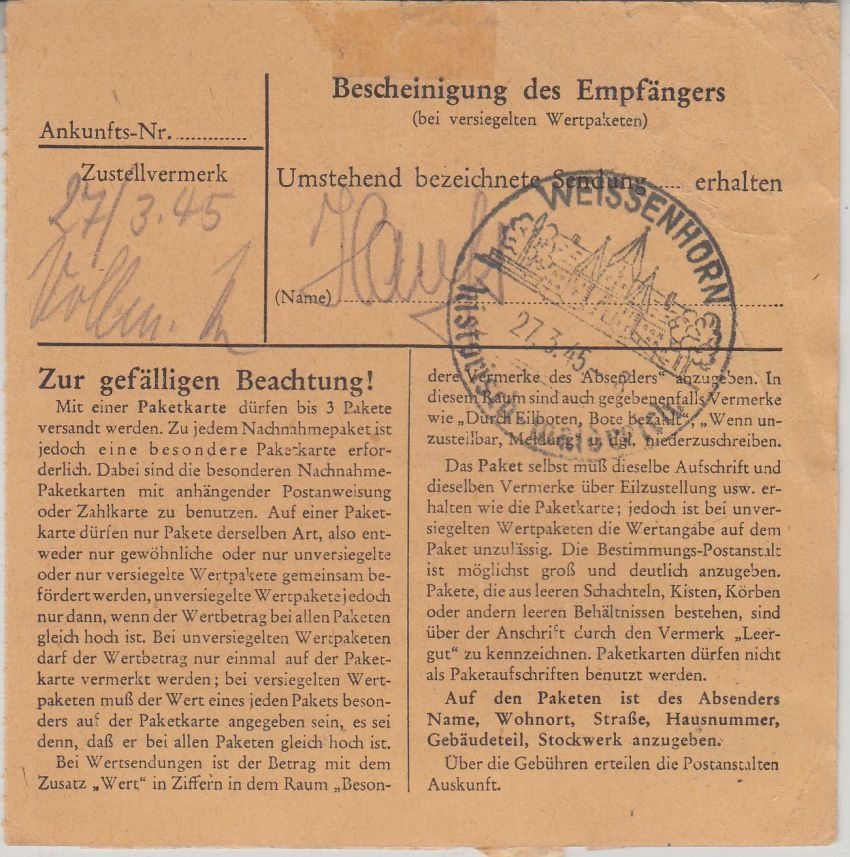 Bescheinigung des Empfängers
(bei versiegelten Wertpaketen)
Ankunfts-Nr.
Zustellvermerk
27/3.45
Umstehend bezeichnete Sendung ..... erhalten
(Name)
WEISSENHORN
27.3.45
Zur gefälligen Beachtung!
Mit einer Paketkarte dürfen bis 3 Pakete
versandt werden. Zu jedem Nachnahmepaket ist
jedoch eine besondere Paketkarte erfor-
derlich. Dabei sind die besonderen Nachnahme-
Paketkarten mit anhängender Postanweisung
oder Zahlkarte zu benutzen. Auf einer Paket-
karte dürfen nur Pakete derselben Art, also ent-
weder nur gewöhnliche oder nur unversiegelte
oder nur versiegelte Wertpakete gemeinsam be-
fördert werden, unversiegelte Wertpakete jedoch
nur dann, wenn der Wertbetrag bei allen Paketen
gleich hoch ist. Bei unversiegelten Wertpaketen
darf der Wertbetrag nur einmal auf der Paket-
karte vermerkt werden; bei versiegelten Wert-
paketen muß der Wert eines jeden Pakets beson-
ders auf der Paketkarte angegeben sein, es sei
denn, daß er bei allen Paketen gleich hoch ist.
Bei Wertsendungen ist der Betrag mit dem
Zusatz „Wert“ in Ziffern in dem Raum „Beson-
dere Vermerke des Absenders“ anzugeben. In
diesem Raum sind auch gegebenenfalls Vermerke
wie „Durch Eilboten, Bote bezahlt“, „Wenn un-
zustellbar, Meldung“ u. dgl. niederzuschreiben.
Das Paket selbst muß dieselbe Aufschrift und
dieselben Vermerke über Eilzustellung usw. er-
halten wie die Paketkarte; jedoch ist bei unver-
siegelten Wertpaketen die Wertangabe auf dem
Paket unzulässig. Die Bestimmungs-Postanstalt
ist möglichst groß und deutlich anzugeben.
Pakete, die aus leeren Schachteln, Kisten, Körben
oder andern leeren Behältnissen bestehen, sind
über der Anschrift durch den Vermerk „Leer-
gut“ zu kennzeichnen. Paketkarten dürfen nicht
als Paketaufschriften benutzt werden.
Auf den Paketen ist des Absenders
Name, Wohnort, Straße, Hausnummer,
Gebäudeteil, Stockwerk anzugeben.
Über die Gebühren erteilen die Postanstalten
Auskunft.